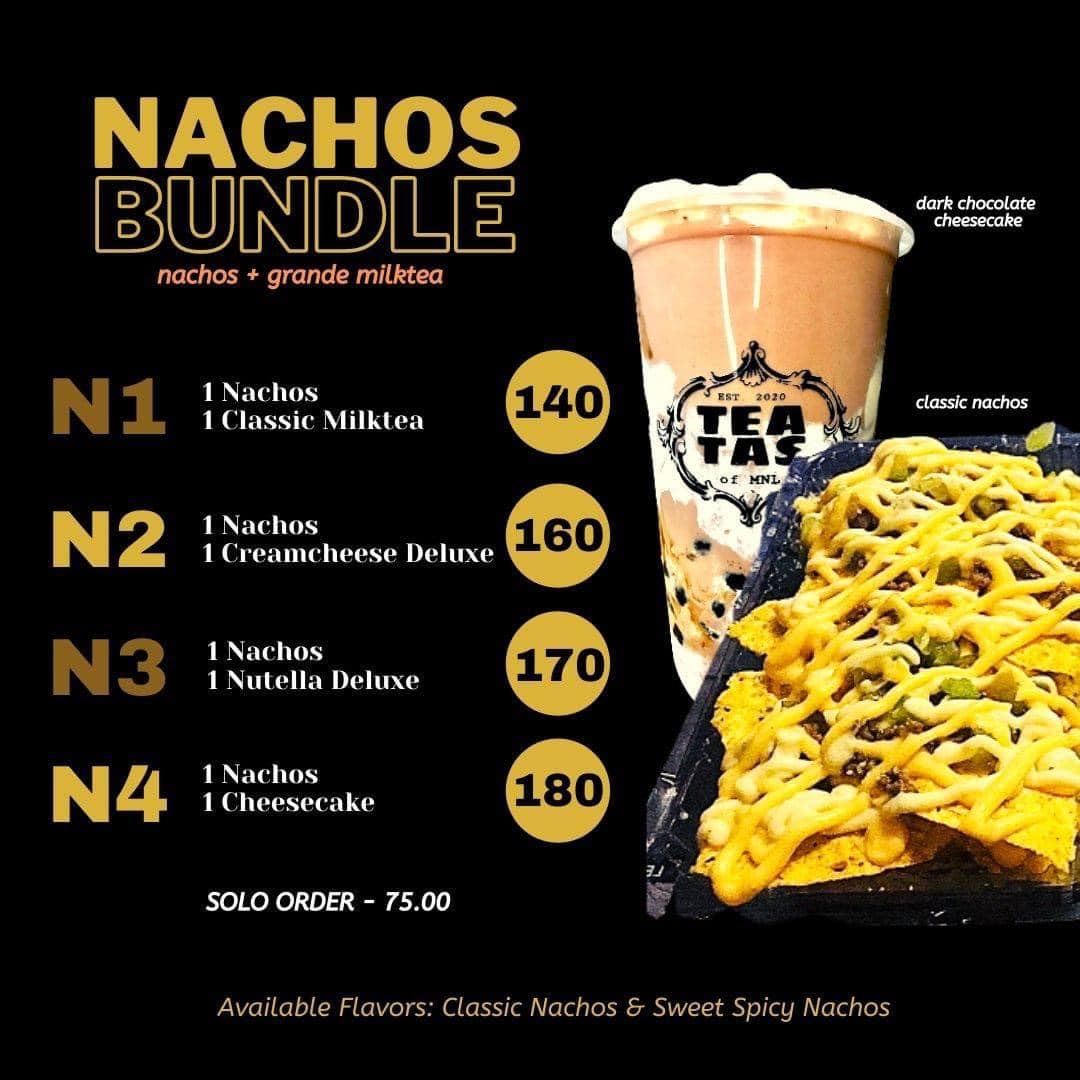 NACHOS
BUNDLE
nachos + grande milktea
dark chocolate
cheesecake
N1
1 Nachos
1 Classic Milktea
140
N2
1 Nachos
1 Creamcheese Deluxe
160
N3
1 Nachos
1 Nutella Deluxe
170
N4
1 Nachos
1 Cheesecake
180
SOLO ORDER - 75.00
EST 2020
TEA
TAS
of MNL
classic nachos
Available Flavors: Classic Nachos & Sweet Spicy Nachos